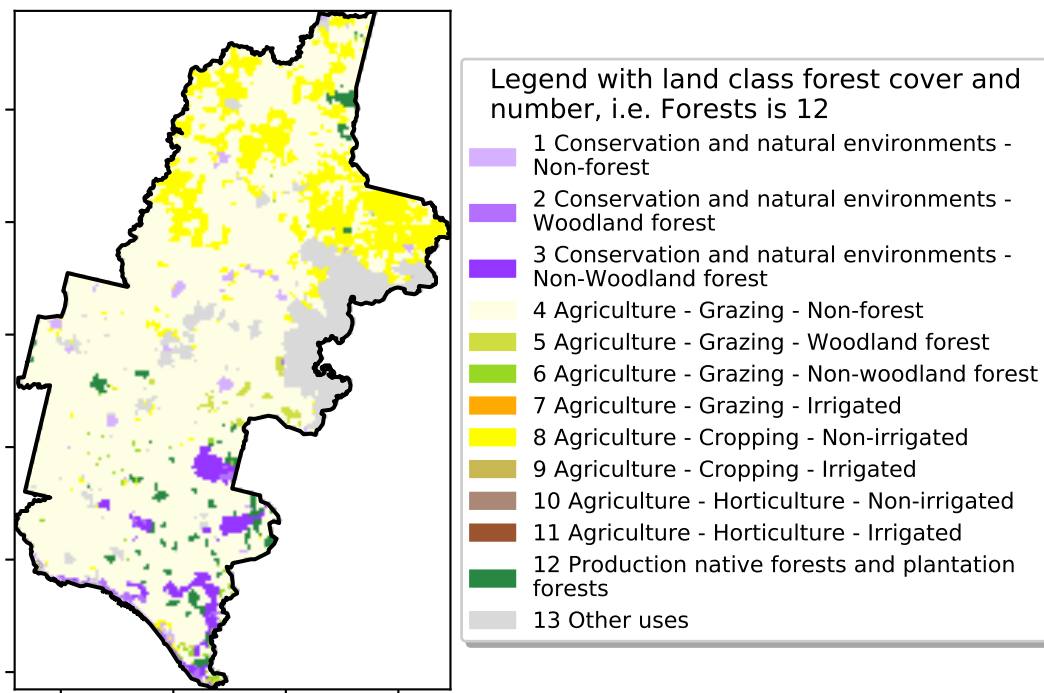 Legend with land class forest cover and
number, i.e. Forests is 12
1 Conservation and natural environments -
Non-forest
2 Conservation and natural environments -
Woodland forest
3 Conservation and natural environments -
Non-Woodland forest
4 Agriculture - Grazing - Non-forest
5 Agriculture - Grazing - Woodland forest
6 Agriculture - Grazing - Non-woodland forest
7 Agriculture - Grazing - Irrigated
8 Agriculture - Cropping - Non-irrigated
9 Agriculture - Cropping - Irrigated
10 Agriculture - Horticulture - Non-irrigated
11 Agriculture - Horticulture - Irrigated
12 Production native forests and plantation
forests
13 Other uses